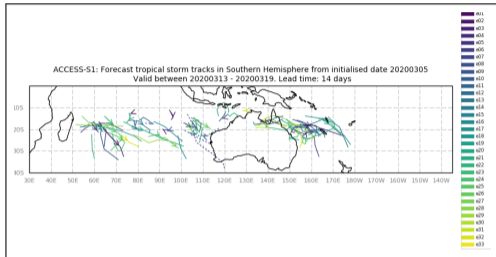 ACCESS-S1: Forecast tropical storm tracks in Southern Hemisphere from initialised date 20200305
Valid between 20200313 - 20200319. Lead time: 14 days
10S
20S
30S
40S
30E 40E 50E 60E 70E 80E 90E 100E 110E 120E 130E 140E 150E 160E 170E 180W 170W 160W 150W 140W
e01
e02
e03
e04
e05
e06
e07
e08
e09
e10
e11
e12
e13
e14
e15
e16
e17
e18
e19
e20
e21
e22
e23
e24
e25
e26
e27
e28
e29
e30
e31
e32
e33